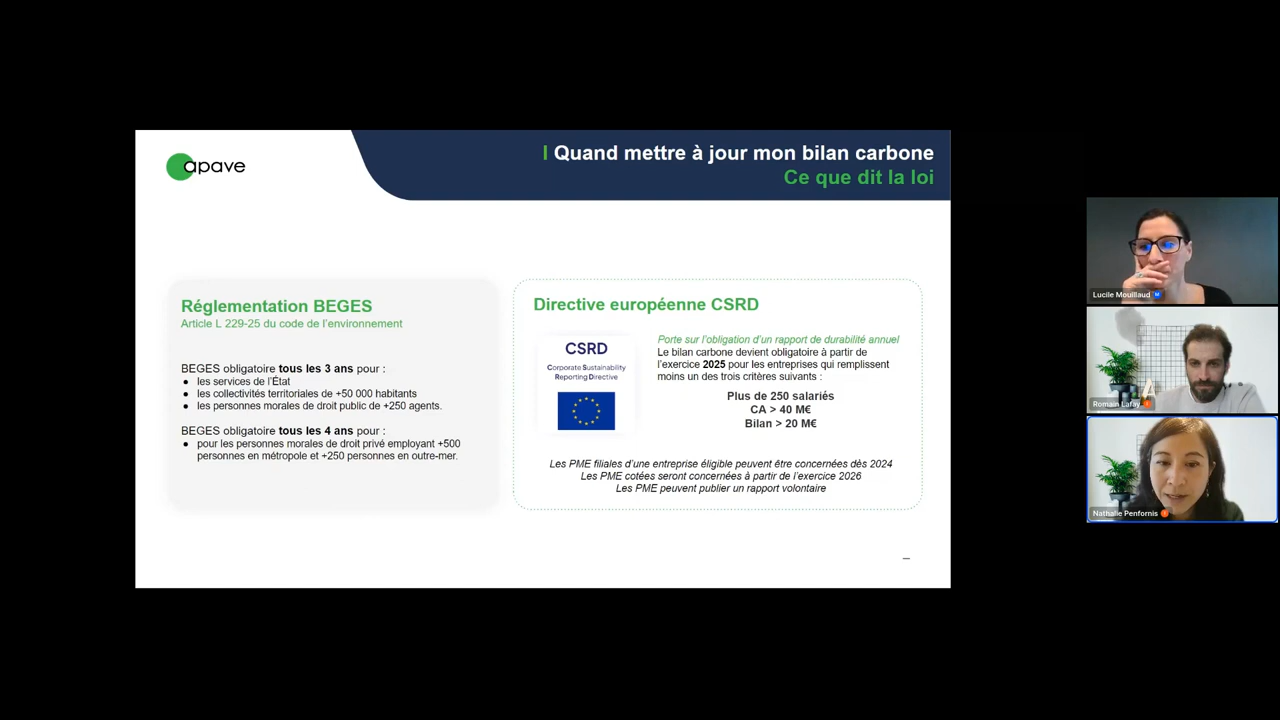 apave
| Quand mettre à jour mon bilan carbone
Ce que dit la loi
Réglementation BEGES
Article L 229-25 du code de l'environnement
BEGES obligatoire tous les 3 ans pour :
● les services de l'État
● les collectivités territoriales de +50 000 habitants
● les personnes morales de droit public de +250 agents.
BEGES obligatoire tous les 4 ans pour :
● pour les personnes morales de droit privé employant +500
personnes en métropole et +250 personnes en outre-mer.
Directive européenne CSRD
CSRD
Corporate Sustainability
Reporting Directive
Porte sur l'obligation d'un rapport de durabilité annuel
Le bilan carbone devient obligatoire à partir de
l'exercice 2025 pour les entreprises qui remplissent
moins un des trois critères suivants :
Plus de 250 salariés
CA > 40 M€
Bilan > 20 M€
Les PME filiales d'une entreprise éligible peuvent être concernées dès 2024
Les PME cotées seront concernées à partir de l'exercice 2026
Les PME peuvent publier un rapport volontaire
Lucile Mouillaud
Romain Lafay
Nathalie Penfornis